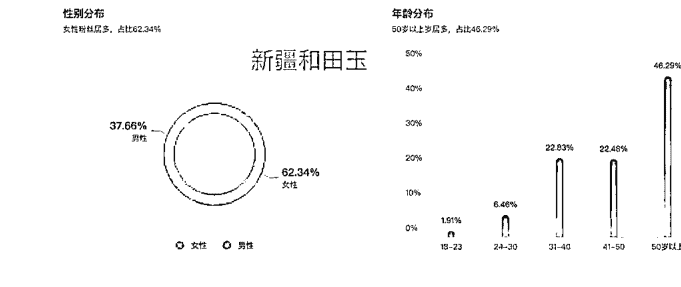 性别分布
女性粉丝居多，占比62.34%
新疆和田玉
37.66%
男性
62.34%
女性
女性 男性
年龄分布
50岁以上岁居多，占比46.29%
50%
40%
30%
20%
10%
0%
1.91%
6.46%
22.83%
22.48%
46.29%
18-23
24-30
31-40
41-50
50岁以上